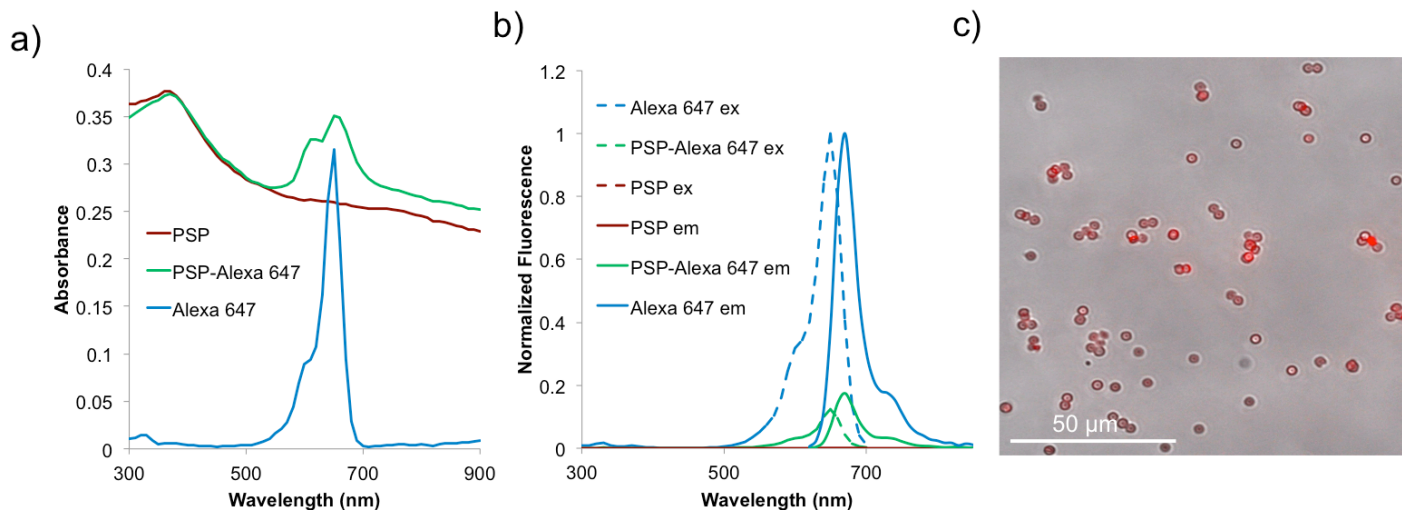 a)
0.4
0.35
0.3
0.25
0.2
0.15
0.1
0.05
0
Absorbance
PSP
PSP-Alexa 647
Alexa 647
300
500
700
900
Wavelength (nm)
b)
1.2
1
0.8
0.6
0.4
0.2
0
Normalized Fluorescence
Alexa 647 ex
PSP-Alexa 647 ex
PSP ex
PSP em
PSP-Alexa 647 em
Alexa 647 em
300
500
700
Wavelength (nm)
c)
50 µm